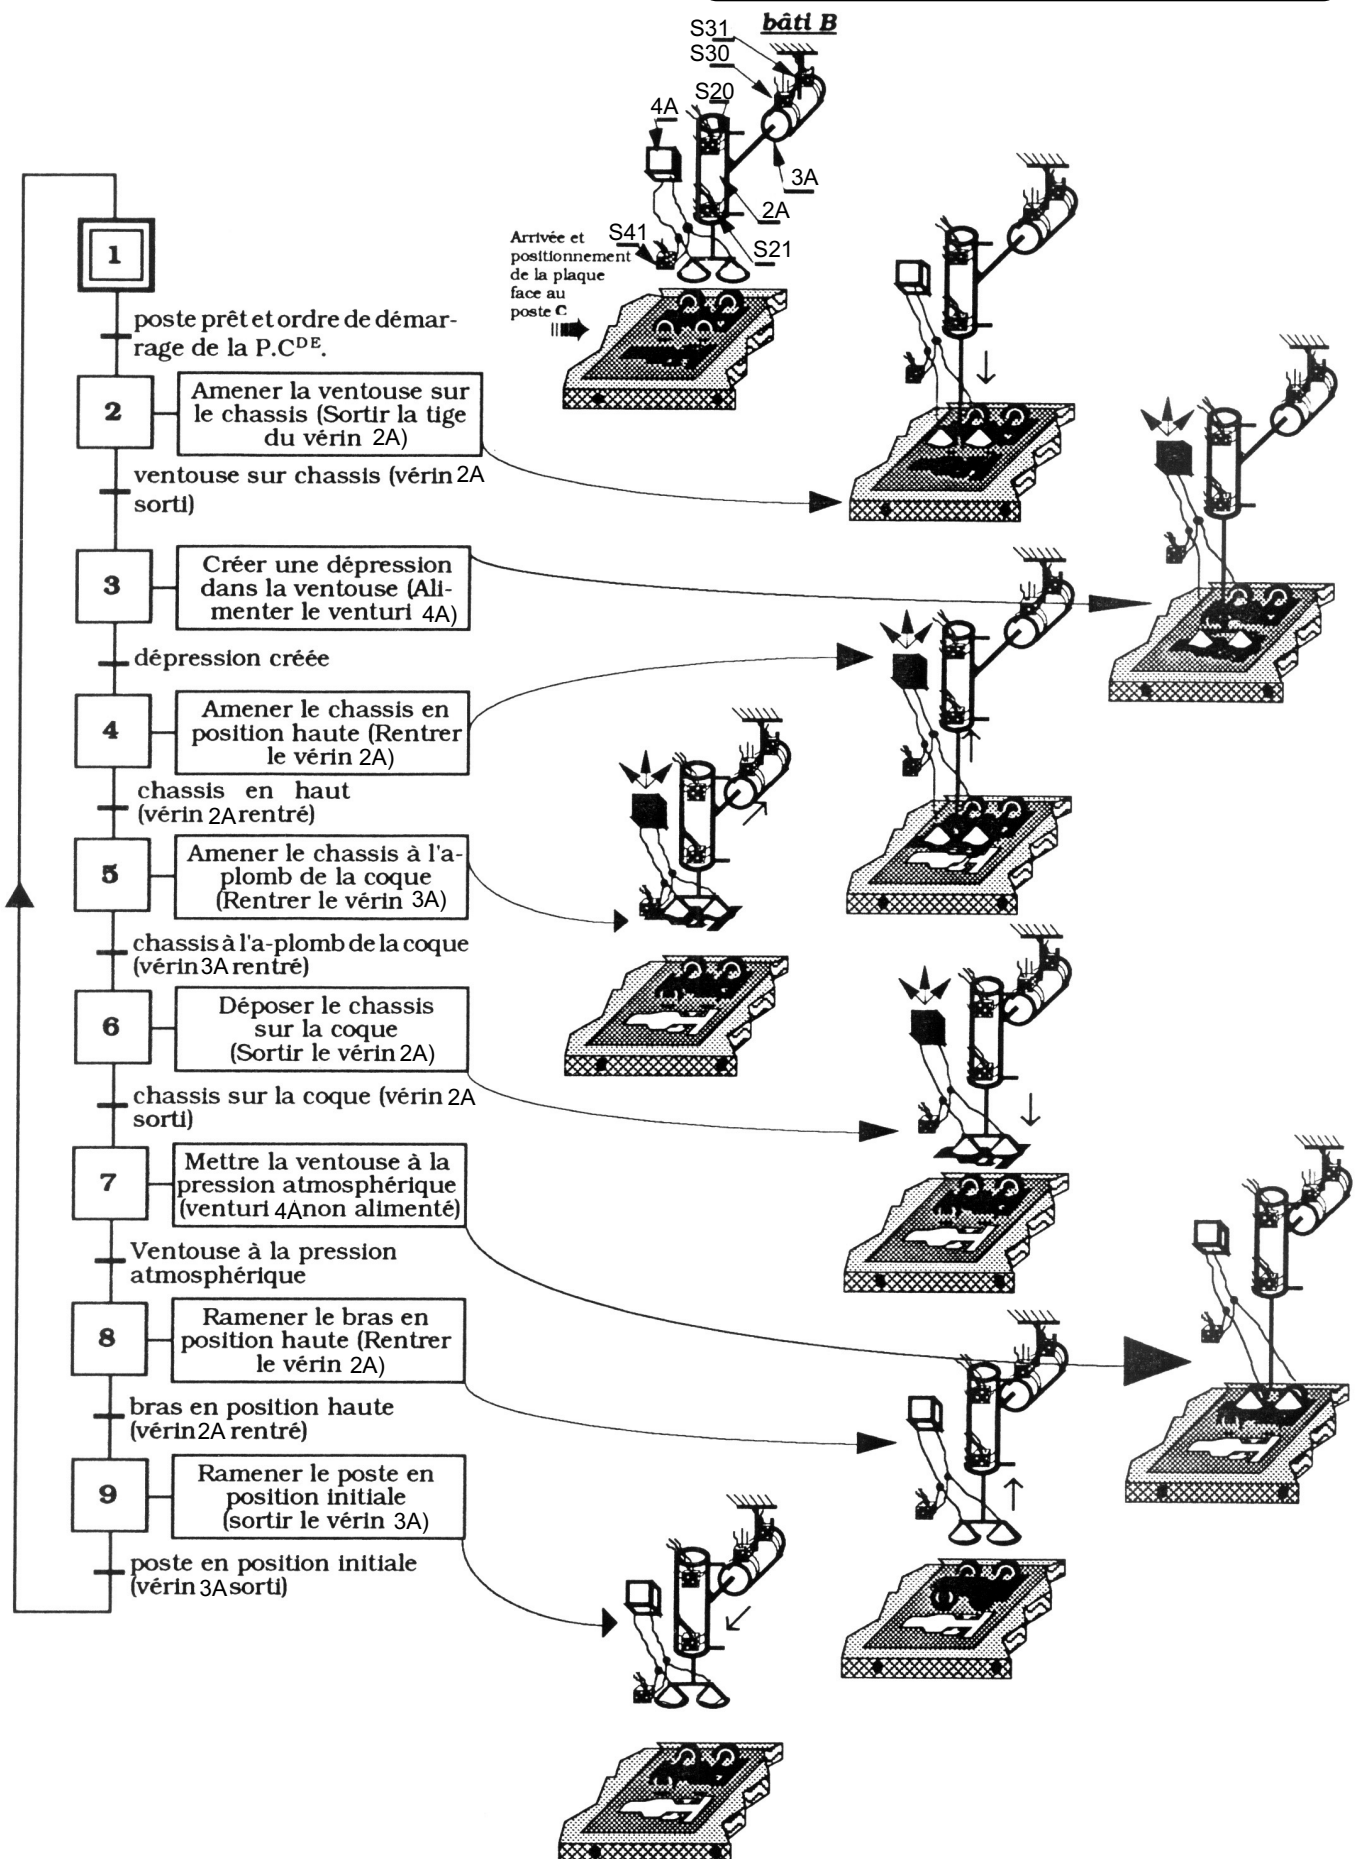 bâti B
S31
S30
S20
4A
3A
2A
S41
S21
Arrivée et
positionnement
de la plaque
face au
poste C
1
poste prêt et ordre de démar-
rage de la P.CDE.
2
Amener la ventouse sur
le chassis (Sortir la tige
du vérin 2A)
ventouse sur chassis (vérin 2A
sorti)
3
Créer une dépression
dans la ventouse (Ali-
menter le venturi 4A)
dépression créée
4
Amener le chassis en
position haute (Rentrer
le vérin 2A)
chassis en haut
(vérin 2A rentré)
5
Amener le chassis à l'a-
plomb de la coque
(Rentrer le vérin 3A)
chassis à l'a-plomb de la coque
(vérin 3A rentré)
6
Déposer le chassis
sur la coque
(Sortir le vérin 2A)
chassis sur la coque (vérin 2A
sorti)
7
Mettre la ventouse à la
pression atmosphérique
(venturi 4A non alimenté)
Ventouse à la pression
atmosphérique
8
Ramener le bras en
position haute (Rentrer
le vérin 2A)
bras en position haute
(vérin 2A rentré)
9
Ramener le poste en
position initiale
(sortir le vérin 3A)
poste en position initiale
(vérin 3A sorti)